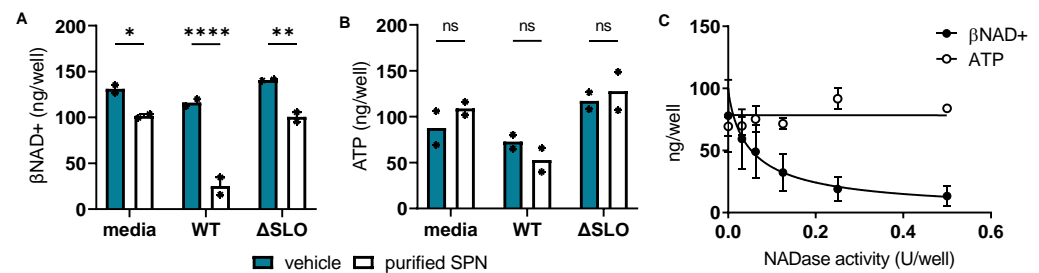 A
βNAD+ (ng/well)
200
150
100
50
0
* **** **
media WT ΔSLO
B
ATP (ng/well)
200
150
100
50
0
ns ns ns
media WT ΔSLO
vehicle purified SPN
C
ng/well
150
100
50
0
βNAD+
ATP
0.0 0.2 0.4 0.6
NADase activity (U/well)